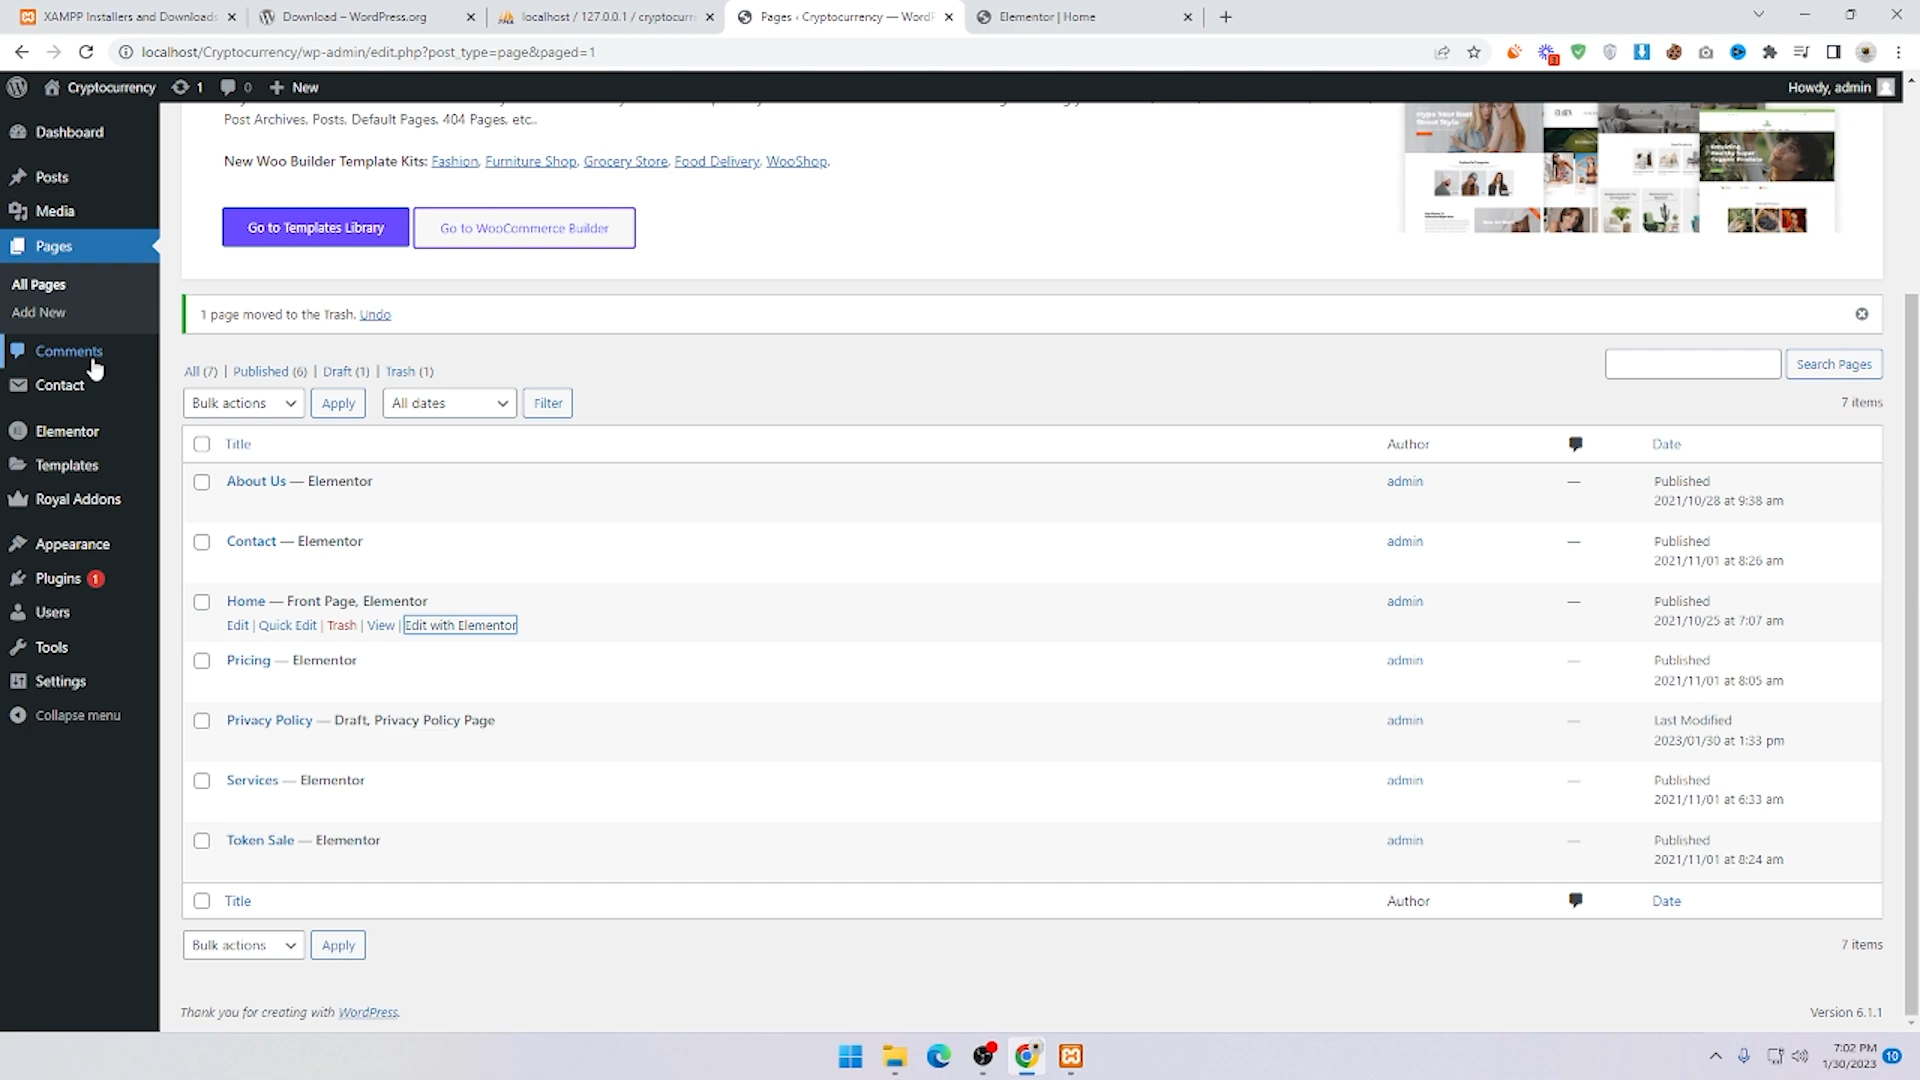 XAMPP Installers and Downloads
Download – WordPress.org
localhost / 127.0.0.1 / cryptocurr
Pages ‹ Cryptocurrency — WordP
Elementor | Home
localhost/Cryptocurrency/wp-admin/edit.php?post_type=page&paged=1
Cryptocurrency 1 0 New
Howdy, admin
Dashboard
Posts
Media
Pages
All Pages
Add New
Comments
Contact
Elementor
Templates
Royal Addons
Appearance
Plugins 1
Users
Tools
Settings
Collapse menu
Post Archives, Posts, Default Pages, 404 Pages, etc..
New Woo Builder Template Kits: Fashion, Furniture Shop, Grocery Store, Food Delivery, WooShop.
Go to Templates Library
Go to WooCommerce Builder
1 page moved to the Trash. Undo
All (7) | Published (6) | Draft (1) | Trash (1)
Search Pages
Bulk actions Apply All dates Filter
7 items
Title Author Date
About Us — Elementor admin — Published
2021/10/28 at 9:38 am
Contact — Elementor admin — Published
2021/11/01 at 8:26 am
Home — Front Page, Elementor admin — Published
Edit | Quick Edit | Trash | View | Edit with Elementor 2021/10/25 at 7:07 am
Pricing — Elementor admin — Published
2021/11/01 at 8:05 am
Privacy Policy — Draft, Privacy Policy Page admin — Last Modified
2023/01/30 at 1:33 pm
Services — Elementor admin — Published
2021/11/01 at 6:33 am
Token Sale — Elementor admin — Published
2021/11/01 at 8:24 am
Title Author Date
Bulk actions Apply
7 items
Thank you for creating with WordPress.
Version 6.1.1
7:02 PM
1/30/2023
10